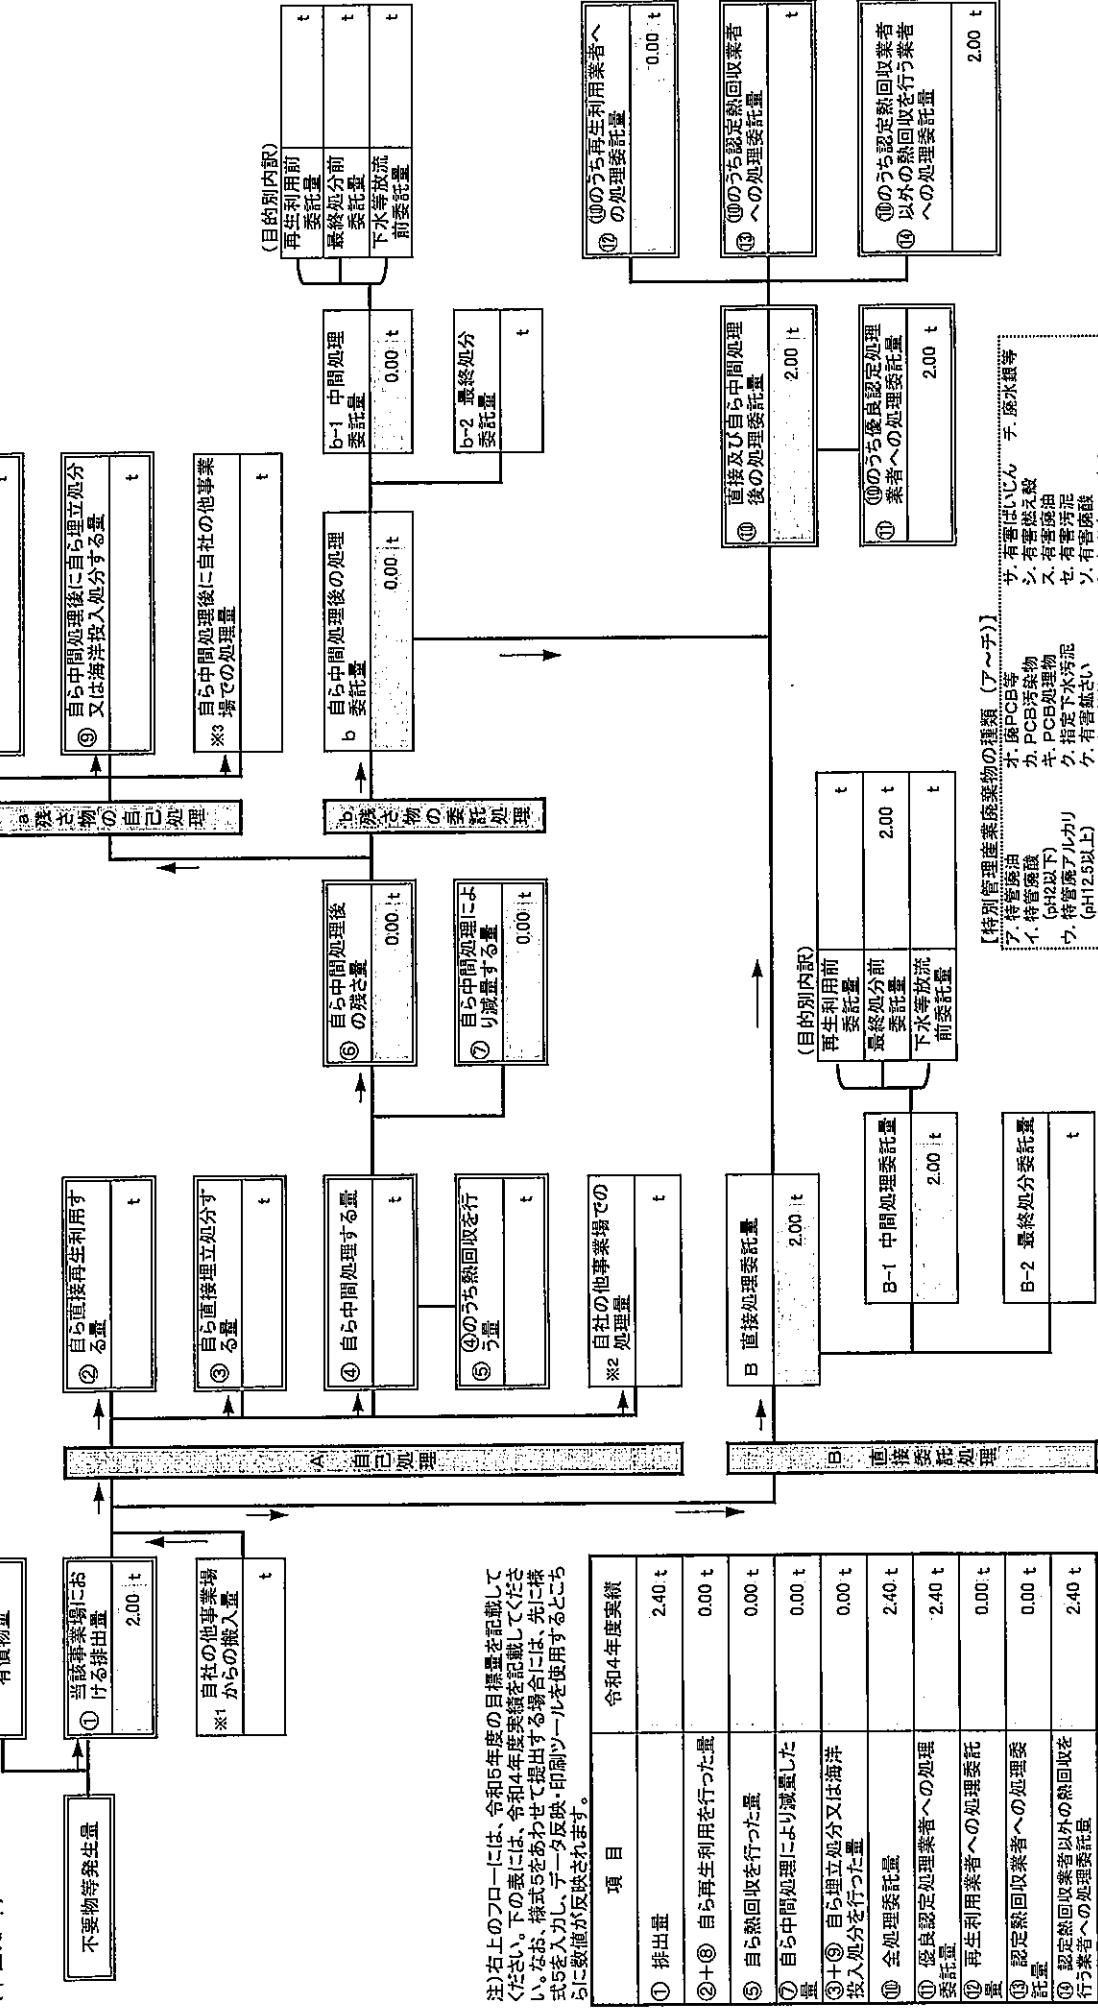 有価物量
不要物等発生量
① 当該事業場にお
ける排出量
2.00 t
※1 自社の他事業場
からの搬入量
t
A 自己処理
② 自ら直接再生利用す
る量
t
③ 自ら直接埋立処分す
る量
t
④ 自ら中間処理する量
t
⑤ ④のうち熱回収を行
う量
t
※2 自社の他事業場での
処理量
t
⑥ 自ら中間処理後
の残さ量
0.00 t
⑦ 自ら中間処理によ
り減量する量
0.00 t
a 残さ物の自己処理
t
⑨ 自ら中間処理後に自ら埋立処分
又は海洋投入処分する量
t
※3 自ら中間処理後に自社の他事業
場での処理量
t
b 残さ物の委託処理
b 自ら中間処理後の処理
委託量
0.00 t
b-1 中間処理
委託量
0.00 t
b-2 最終処分
委託量
t
(目的別内訳)
再生利用前
委託量
t
最終処分前
委託量
t
下水等放流
前委託量
t
B 直接委託処理
B 直接処理委託量
2.00 t
B-1 中間処理委託量
2.00 t
B-2 最終処分委託量
t
(目的別内訳)
再生利用前
委託量
t
最終処分前
委託量
2.00 t
下水等放流
前委託量
t
⑩ 直接及び自ら中間処理
後の処理委託量
2.00 t
⑪ ⑩のうち優良認定処理
業者への処理委託量
2.00 t
⑫ ⑩のうち再生利用業者へ
の処理委託量
0.00 t
⑬ ⑩のうち認定熱回収業者
への処理委託量
t
⑭ ⑩のうち認定熱回収業者
以外の熱回収を行う業者
への処理委託量
2.00 t
注)右上のフローには、令和5年度の目標量を記載して
ください。下の表には、令和4年度実績を記載してくださ
い。なお、様式5をあわせて提出する場合には、先に様
式5を入力し、データ反映・印刷ツールを使用するところ
らに数値が反映されます。
項 目 令和4年度実績
① 排出量 2.40 t
②+⑧ 自ら再生利用を行った量 0.00 t
⑤ 自ら熱回収を行った量 0.00 t
⑦ 自ら中間処理により減量した
量 0.00 t
③+⑨ 自ら埋立処分又は海洋
投入処分を行った量 0.00 t
⑩ 全処理委託量 2.40 t
⑪ 優良認定処理業者への処理
委託量 2.40 t
⑫ 再生利用業者への処理委託
量 0.00 t
⑬ 認定熱回収業者への処理委
託量 0.00 t
⑭ 認定熱回収業者以外の熱回収を
行う業者への処理委託量 2.40 t
【特別管理産業廃棄物の種類 (ア~チ)】
ア. 特管廃油
イ. 特管廃酸
(pH2以下)
ウ. 特管廃アルカリ
(pH12.5以上)
オ. 廃PCB等
カ. PCB汚染物
キ. PCB処理物
ク. 指定下水汚泥
ケ. 有害鉱さい
サ. 有害ばいじん
シ. 有害燃え殻
ス. 有害廃油
セ. 有害汚泥
ソ. 有害廃酸
チ. 廃水銀等